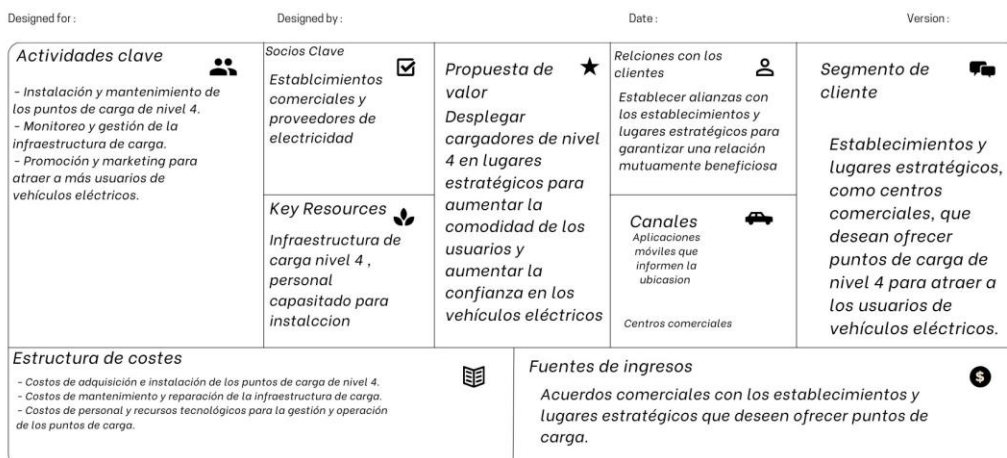 Designed for :
Designed by :
Date :
Version :
Actividades clave
- Instalación y mantenimiento de
los puntos de carga de nivel 4.
- Monitoreo y gestión de la
infraestructura de carga.
- Promoción y marketing para
atraer a más usuarios de
vehículos eléctricos.
Socios Clave
Establcimientos
comerciales y
proveedores de
electricidad
Key Resources
Infraestructura de
carga nivel 4 ,
personal
capasitado para
instalccion
Propuesta de
valor
Desplegar
cargadores de nivel
4 en lugares
estratégicos para
aumentar la
comodidad de los
usuarios y
aumentar la
confianza en los
vehículos eléctricos
Relciones con los
clientes
Establecer alianzas con
los establecimientos y
lugares estratégicos para
garantizar una relación
mutuamente beneficiosa
Canales
Aplicaciones
móviles que
informen la
ubicasion
Centros comerciales
Segmento de
cliente
Establecimientos y
lugares estratégicos,
como centros
comerciales, que
desean ofrecer
puntos de carga de
nivel 4 para atraer a
los usuarios de
vehículos eléctricos.
Estructura de costes
- Costos de adquisición e instalación de los puntos de carga de nivel 4.
- Costos de mantenimiento y reparación de la infraestructura de carga.
- Costos de personal y recursos tecnológicos para la gestión y operación
de los puntos de carga.
Fuentes de ingresos
$
Acuerdos comerciales con los establecimientos y
lugares estratégicos que deseen ofrecer puntos de
carga.